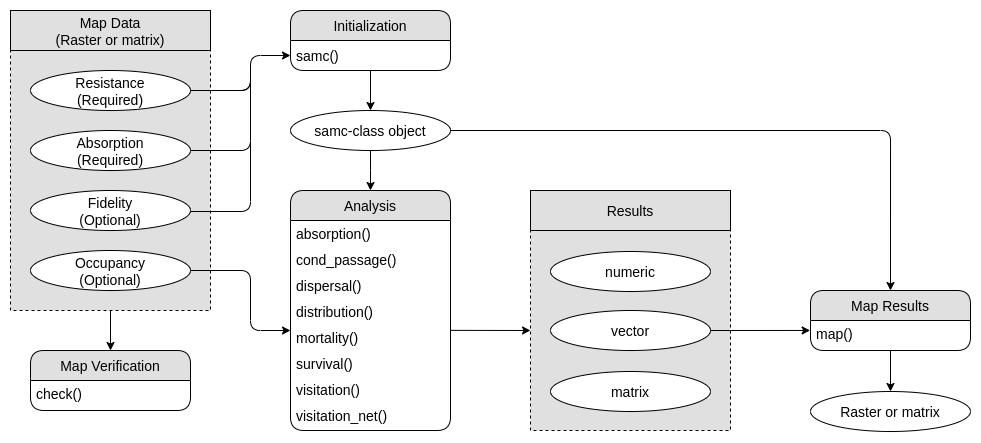 Map Data
(Raster or matrix)
Resistance
(Required)
Absorption
(Required)
Fidelity
(Optional)
Occupancy
(Optional)
Map Verification
check()
Initialization
samc()
samc-class object
Analysis
absorption()
cond_passage()
dispersal()
distribution()
mortality()
survival()
visitation()
visitation_net()
Results
numeric
vector
matrix
Map Results
map()
Raster or matrix